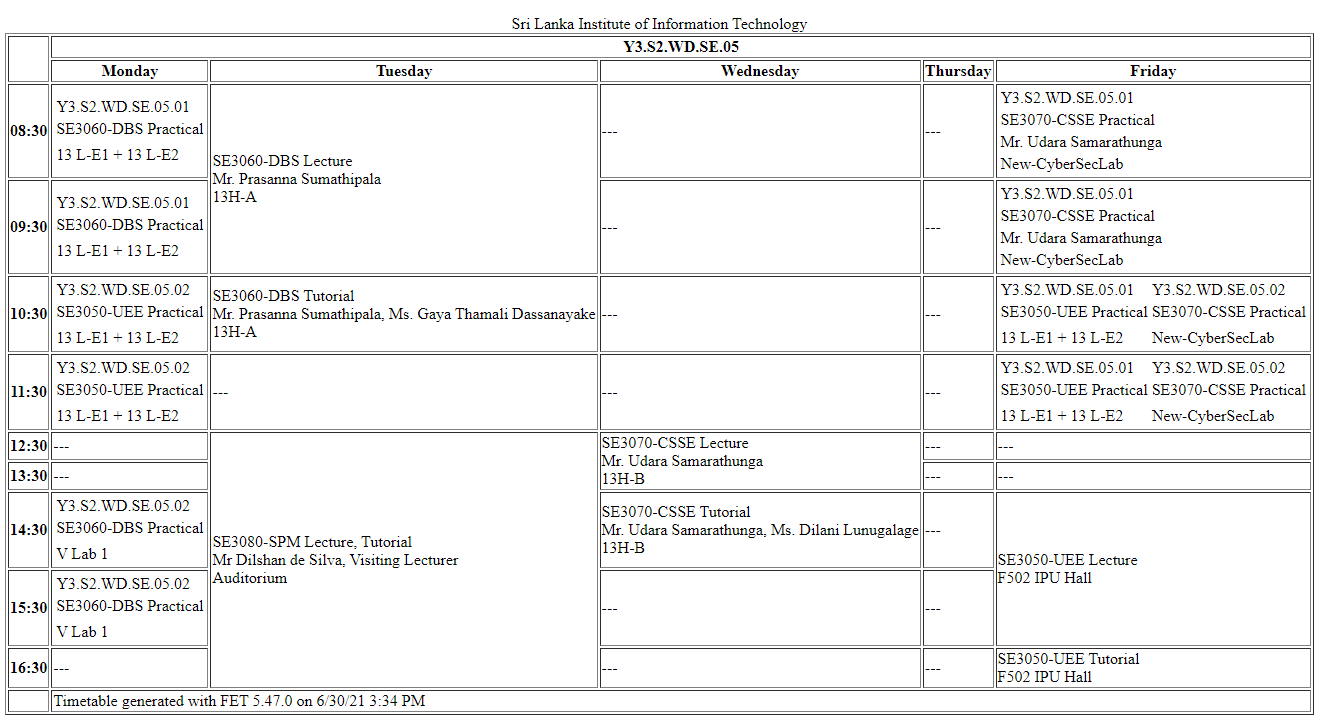 Sri Lanka Institute of Information Technology
Y3.S2.WD.SE.05
Monday Tuesday Wednesday Thursday Friday
08:30
Y3.S2.WD.SE.05.01
SE3060-DBS Practical
13 L-E1 + 13 L-E2
SE3060-DBS Lecture
Mr. Prasanna Sumathipala
13H-A
---
---
Y3.S2.WD.SE.05.01
SE3070-CSSE Practical
Mr. Udara Samarathunga
New-CyberSecLab
09:30
Y3.S2.WD.SE.05.01
SE3060-DBS Practical
13 L-E1 + 13 L-E2
---
---
Y3.S2.WD.SE.05.01
SE3070-CSSE Practical
Mr. Udara Samarathunga
New-CyberSecLab
10:30
Y3.S2.WD.SE.05.02
SE3050-UEE Practical
13 L-E1 + 13 L-E2
SE3060-DBS Tutorial
Mr. Prasanna Sumathipala, Ms. Gaya Thamali Dassanayake
13H-A
---
---
Y3.S2.WD.SE.05.01 Y3.S2.WD.SE.05.02
SE3050-UEE Practical SE3070-CSSE Practical
13 L-E1 + 13 L-E2 New-CyberSecLab
11:30
Y3.S2.WD.SE.05.02
SE3050-UEE Practical
13 L-E1 + 13 L-E2
---
---
---
Y3.S2.WD.SE.05.01 Y3.S2.WD.SE.05.02
SE3050-UEE Practical SE3070-CSSE Practical
13 L-E1 + 13 L-E2 New-CyberSecLab
12:30
---
SE3080-SPM Lecture, Tutorial
Mr Dilshan de Silva, Visiting Lecturer
Auditorium
SE3070-CSSE Lecture
Mr. Udara Samarathunga
13H-B
---
---
13:30
---
---
---
14:30
Y3.S2.WD.SE.05.02
SE3060-DBS Practical
V Lab 1
SE3070-CSSE Tutorial
Mr. Udara Samarathunga, Ms. Dilani Lunugalage
13H-B
---
SE3050-UEE Lecture
F502 IPU Hall
15:30
Y3.S2.WD.SE.05.02
SE3060-DBS Practical
V Lab 1
---
---
16:30
---
---
---
SE3050-UEE Tutorial
F502 IPU Hall
Timetable generated with FET 5.47.0 on 6/30/21 3:34 PM